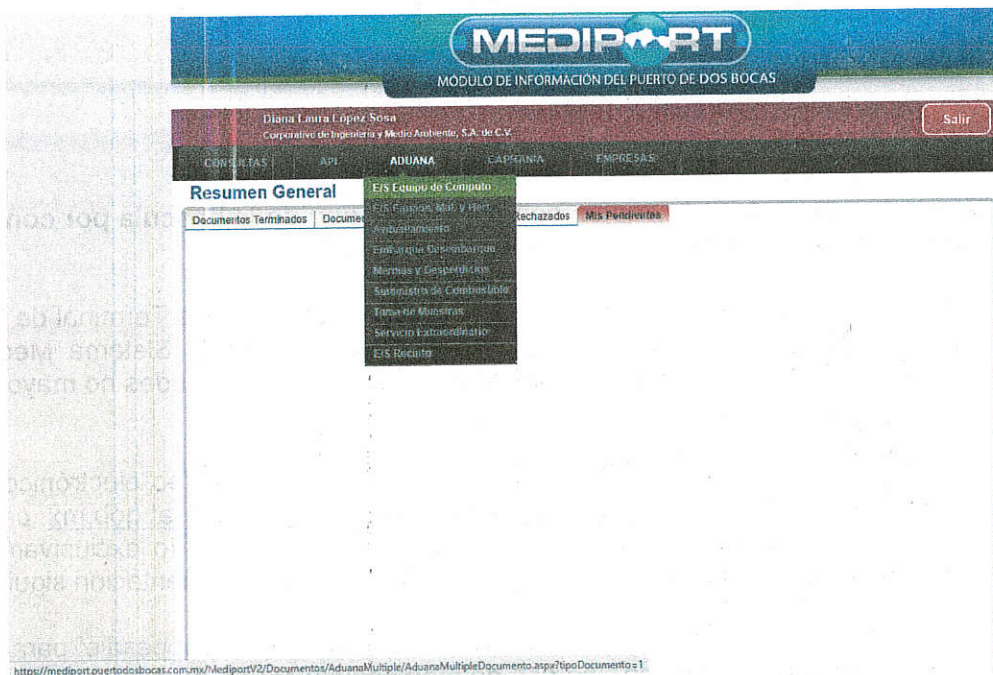 MEDIPORT
MÓDULO DE INFORMACIÓN DEL PUERTO DE DOS BOCAS
Diana Laura López Sosa
Corporativo de Ingeniería y Medio Ambiente, S.A. de C.V.
Salir
CONSULTAS API ADUANA CAPITANIA EMPRESAS
Resumen General
Documentos Terminados Docume Rechazados Mis Pendientes
E/S Equipo de Computo
E/S Equipo, Mat. y Herr.
Avituallamiento
Embarque Desembarque
Mermas y Desperdicios
Suministro de Combustible
Toma de Muestras
Servicio Extraordinario
E/S Recinto
https://mediport.puertodosbocas.com.mx/MediportV2/Documentos/AduanaMultiple/AduanaMultipleDocumento.aspx?tipoDocumento=1